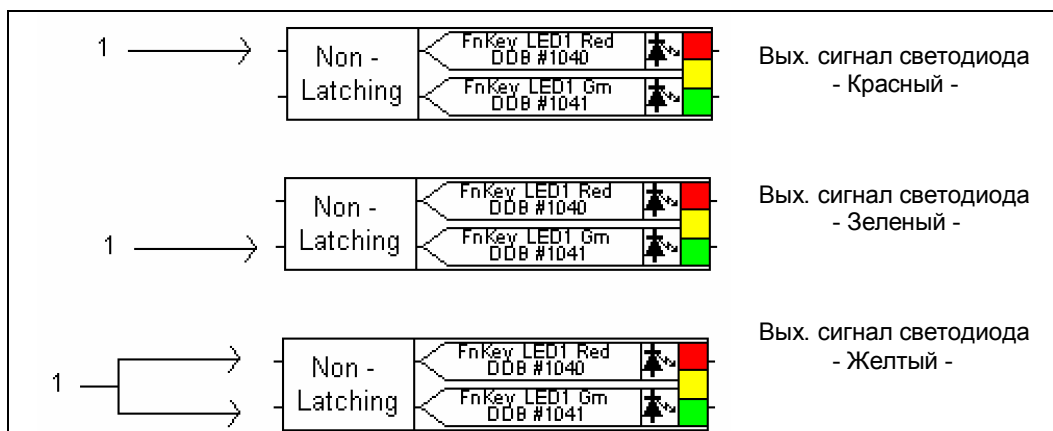 1
Non -
Latching
FnKey LED1 Red
DDB #1040
FnKey LED1 Grn
DDB #1041
Вых. сигнал светодиода
- Красный -
1
Non -
Latching
FnKey LED1 Red
DDB #1040
FnKey LED1 Grn
DDB #1041
Вых. сигнал светодиода
- Зеленый -
1
Non -
Latching
FnKey LED1 Red
DDB #1040
FnKey LED1 Grn
DDB #1041
Вых. сигнал светодиода
- Желтый -